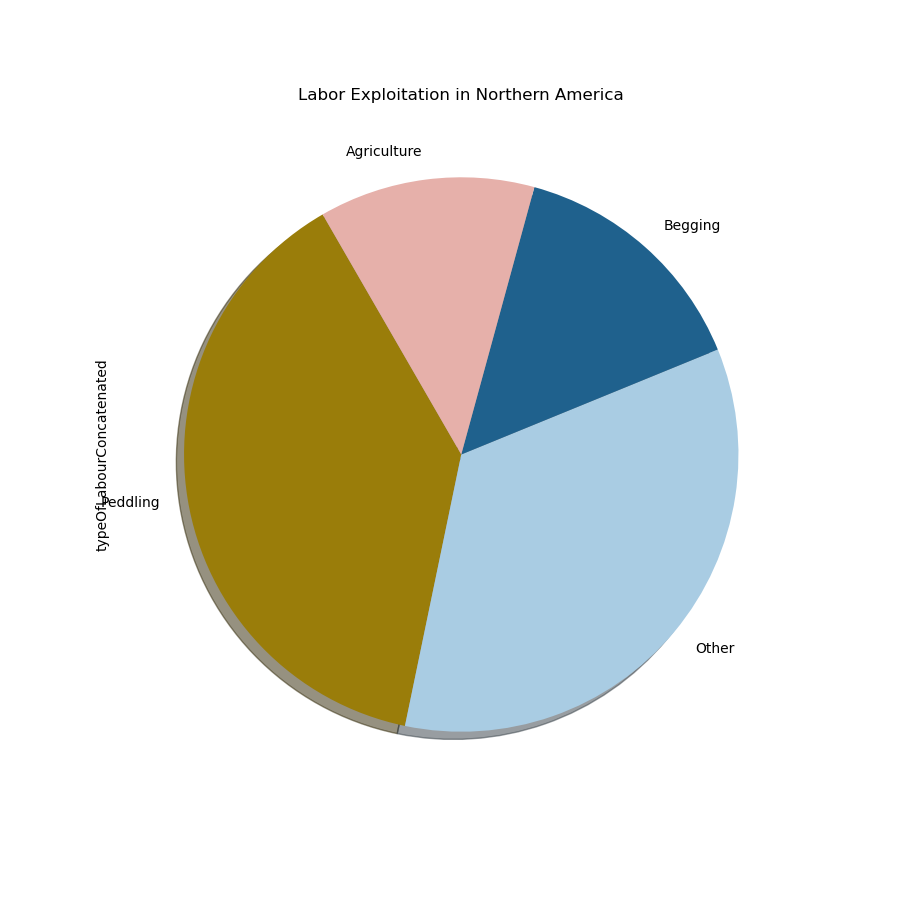 Labor Exploitation in Northern America
Agriculture
Begging
typeOfLabourConcatenated
Peddling
Other